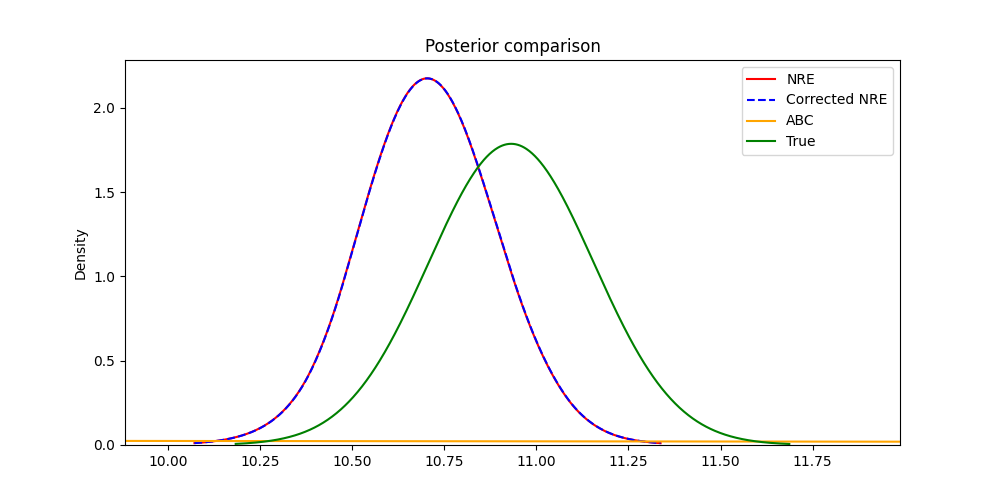 Posterior comparison
NRE
Corrected NRE
ABC
True
Density
2.0
1.5
1.0
0.5
0.0
10.00 10.25 10.50 10.75 11.00 11.25 11.50 11.75